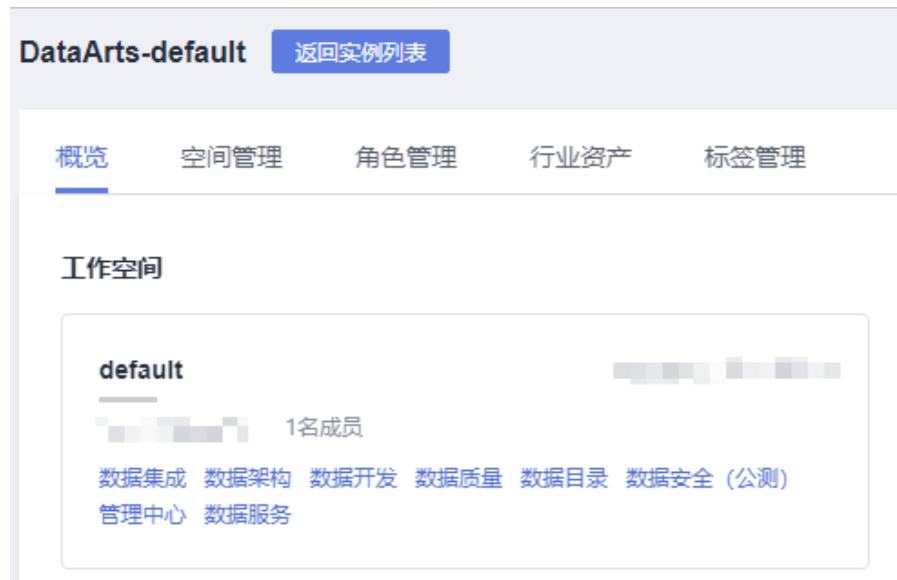 DataArts-default 返回实例列表
概览 空间管理 角色管理 行业资产 标签管理
工作空间
default
1名成员
数据集成 数据架构 数据开发 数据质量 数据目录 数据安全（公测）
管理中心 数据服务